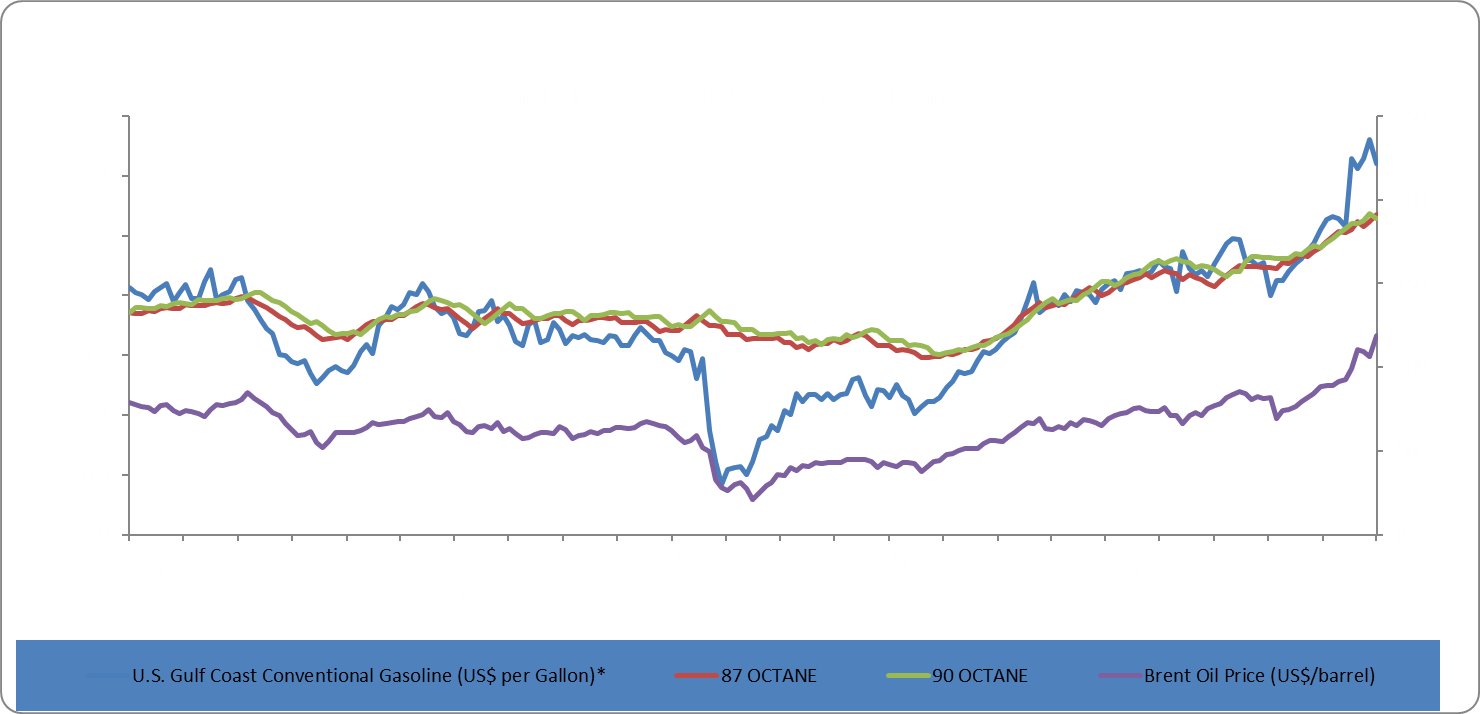 U.S. Gulf Coast Conventional Gasoline (US$ per Gallon)* 87 OCTANE 90 OCTANE Brent Oil Price (US$/barrel)